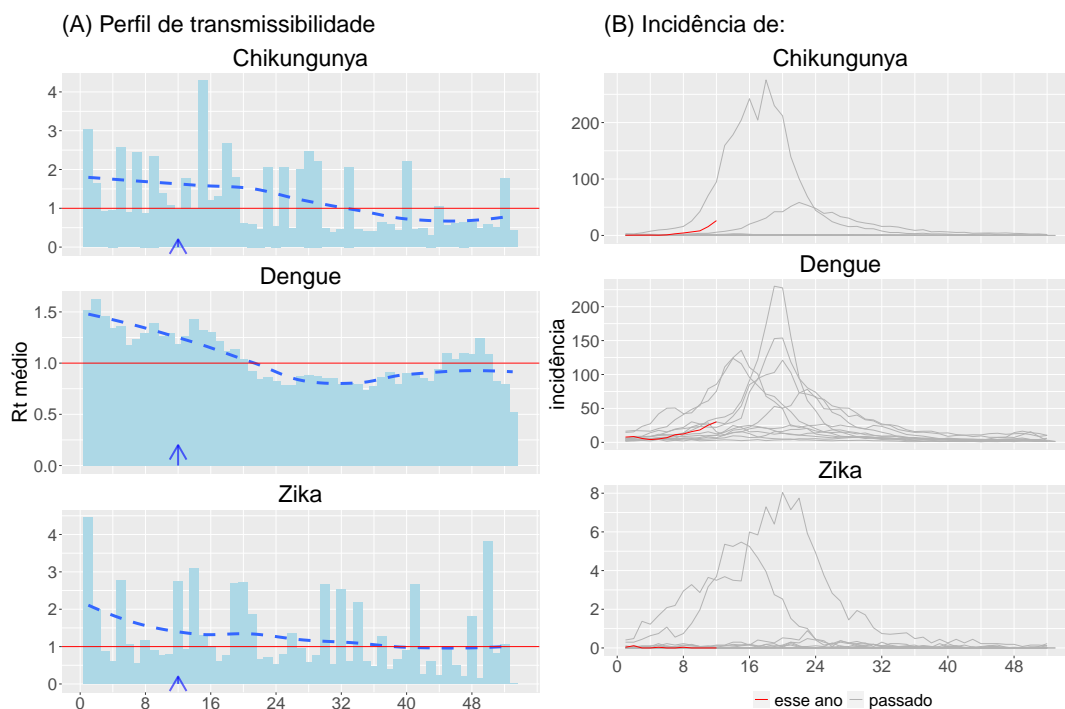 (A) Perfil de transmissibilidade
Chikungunya
4
3
2
1
0
Dengue
Rt médio
1.5
1.0
0.5
0.0
Zika
4
3
2
1
0
0 8 16 24 32 40 48
(B) Incidência de:
Chikungunya
200
100
0
Dengue
incidência
200
150
100
50
0
Zika
8
6
4
2
0
0 8 16 24 32 40 48
esse ano passado